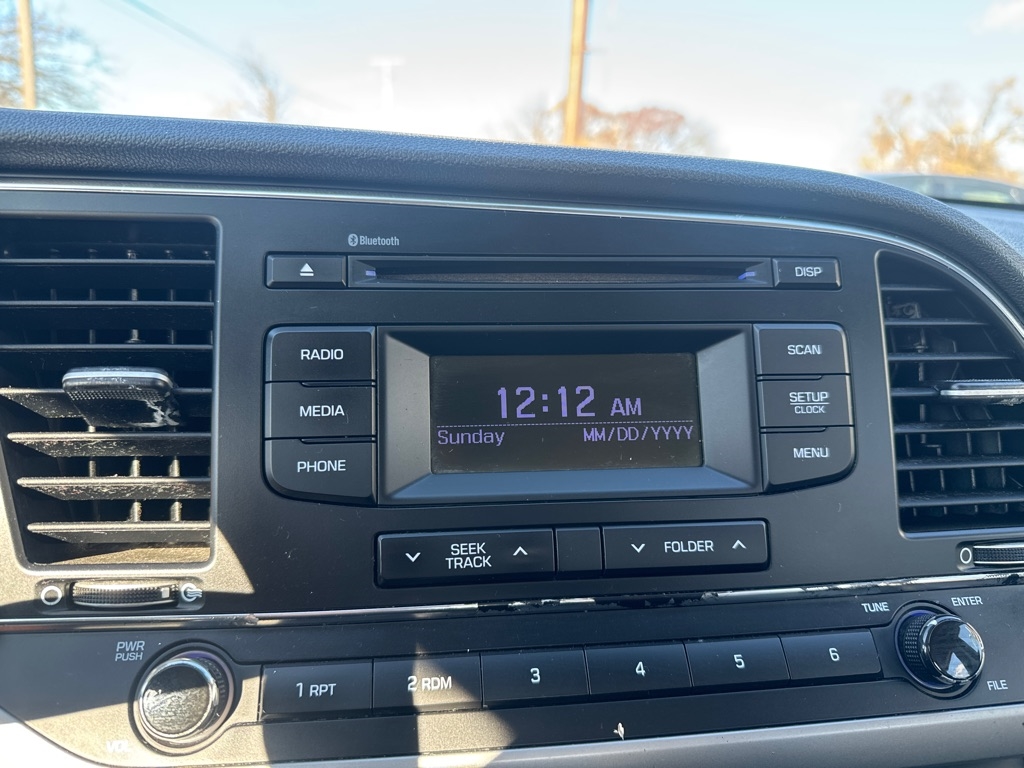 Bluetooth
DISP
RADIO
SCAN
12:12 AM
MEDIA
SETUP
CLOCK
Sunday MM/DD/YYYY
PHONE
MENU
SEEK
TRACK
FOLDER
TUNE
ENTER
PWR
PUSH
1 RPT
2 RDM
3
4
5
6
FILE
VOL